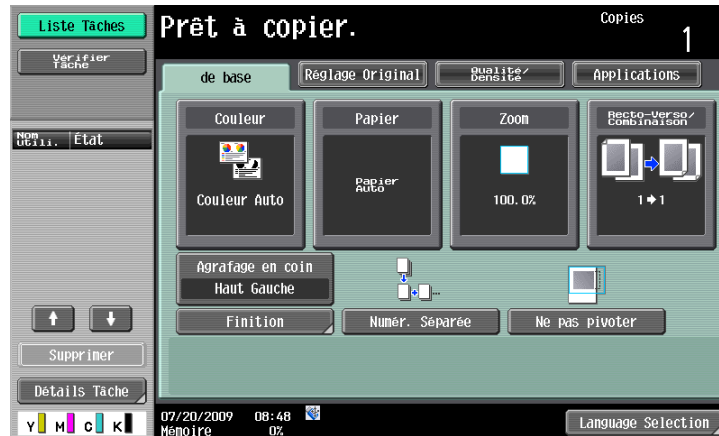 Liste Tâches
Prêt à copier.
Copies
1
Vérifier
Tâche
de base
Réglage Original
Qualité/
Densité
Applications
Nom
utili.
État
Couleur
Papier
Zoom
Recto-Verso/
Combinaison
Couleur Auto
Papier
Auto
100.0%
1➔1
Agrafage en coin
Haut Gauche
Finition
Numér. Séparée
Ne pas pivoter
Supprimer
Détails Tâche
Y M C K
07/20/2009 08:48
Mémoire 0%
Language Selection